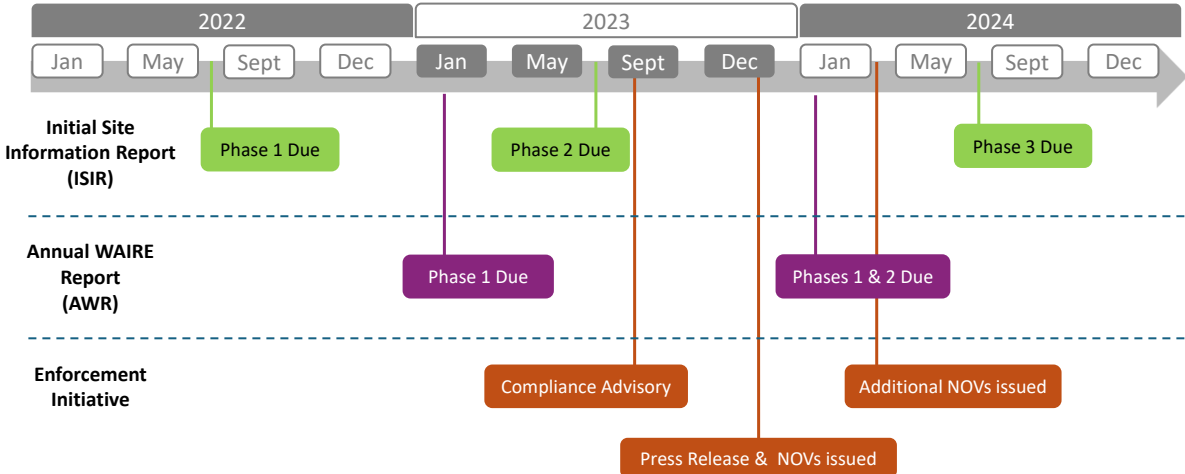 2022 2023 2024
Jan May Sept Dec Jan May Sept Dec Jan May Sept Dec
Initial Site
Information Report
(ISIR)
Phase 1 Due Phase 2 Due Phase 3 Due
Annual WAIRE
Report
(AWR)
Phase 1 Due Phases 1 & 2 Due
Enforcement
Initiative
Compliance Advisory Additional NOVs issued
Press Release & NOVs issued